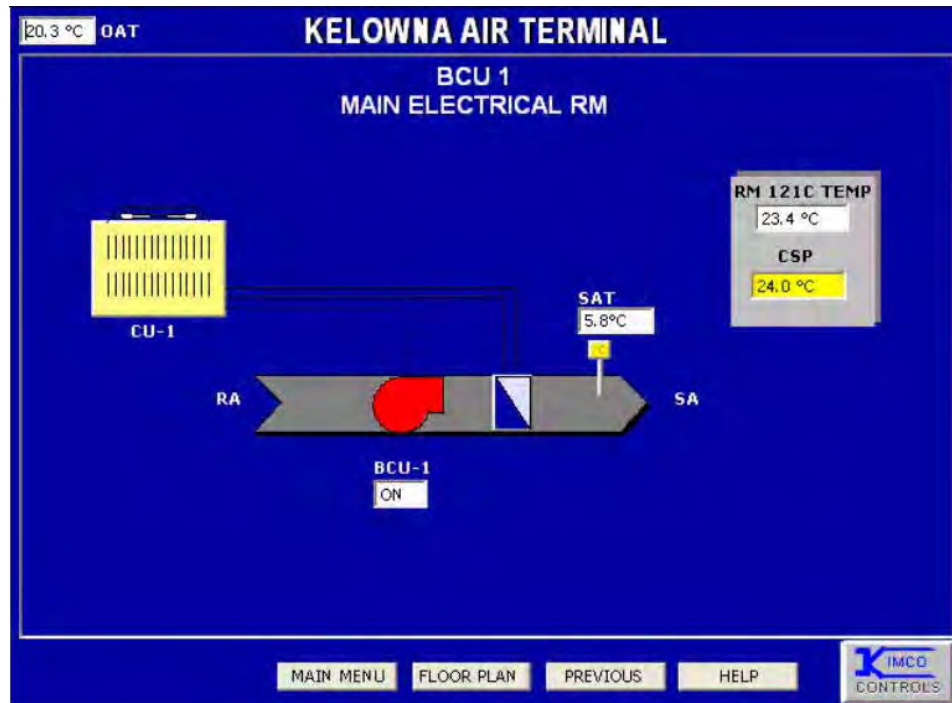 20.3 °C OAT KELOWNA AIR TERMINAL
BCU 1
MAIN ELECTRICAL RM
RM 121C TEMP
23.4 °C
CSP
24.0 °C
SAT
5.8°C
CU-1
°C
RA
SA
BCU-1
ON
MAIN MENU FLOOR PLAN PREVIOUS HELP
KIMCO
CONTROLS